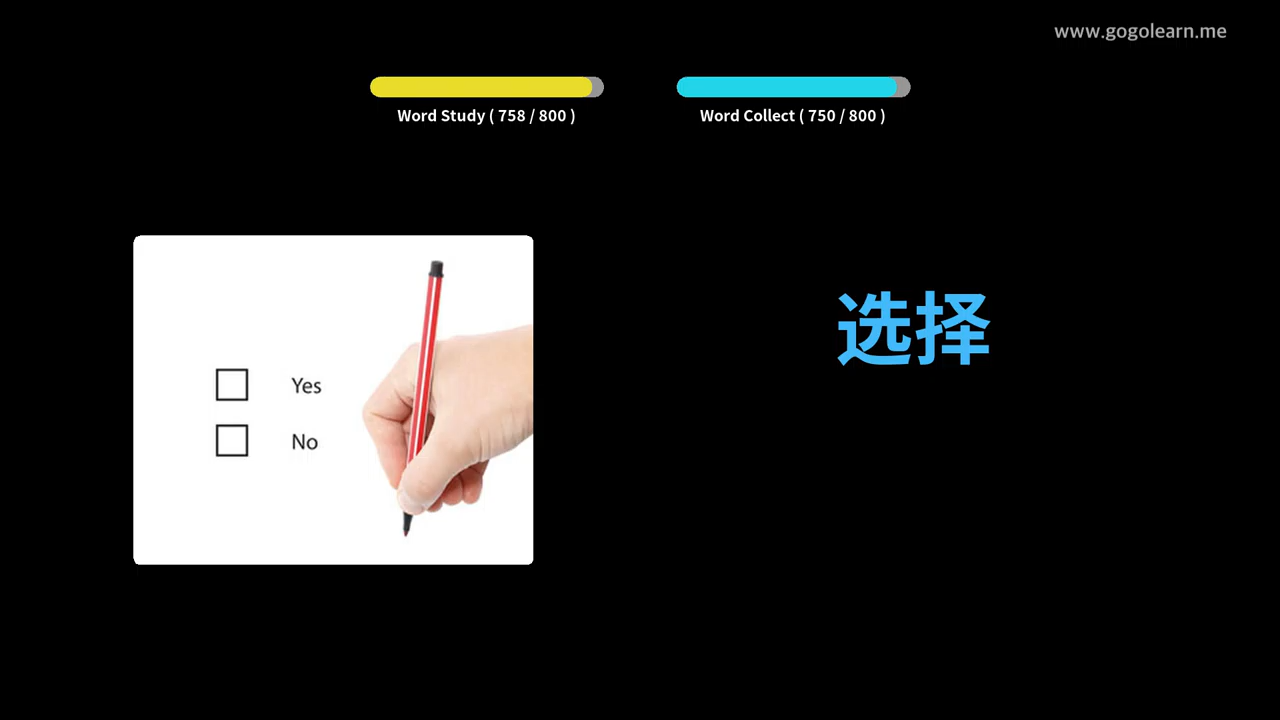 www.gogolearn.me
Word Study ( 758 / 800 )
Word Collect ( 750 / 800 )
Yes
No
选择